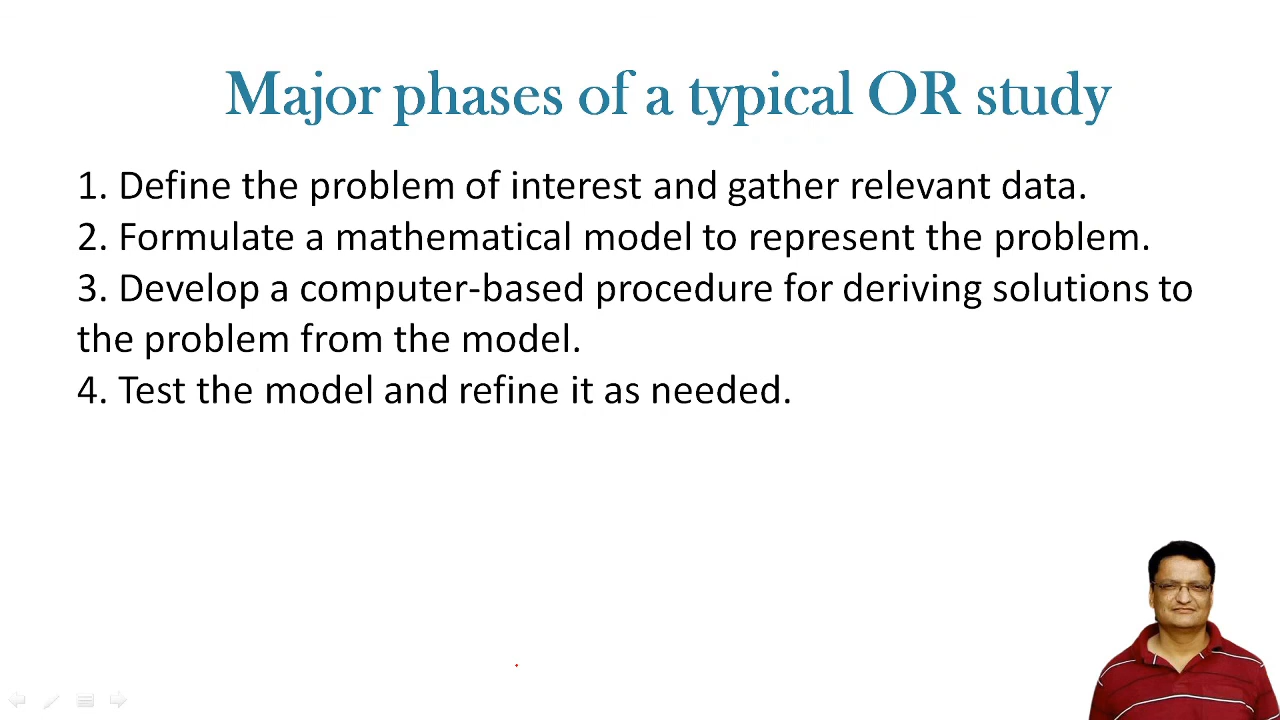 Major phases of a typical OR study
1. Define the problem of interest and gather relevant data.
2. Formulate a mathematical model to represent the problem.
3. Develop a computer-based procedure for deriving solutions to
the problem from the model.
4. Test the model and refine it as needed.